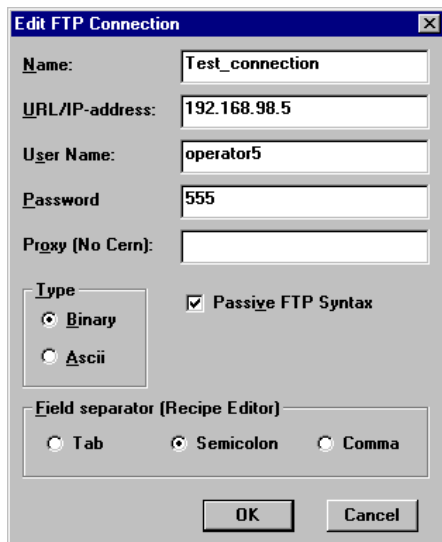 Edit FTP Connection
Name: Test_connection
URL/IP-address: 192.168.98.5
User Name: operator5
Password 555
Proxy (No Cern):
Type
Binary
Passive FTP Syntax
Ascii
Field separator (Recipe Editor)
Tab Semicolon Comma
OK Cancel